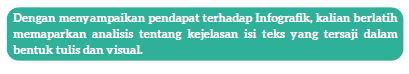 Dengan menyampaikan pendapat terhadap Infografik, kalian berlatih
memaparkan analisis tentang kejelasan isi teks yang tersaji dalam
bentuk tulis dan visual.